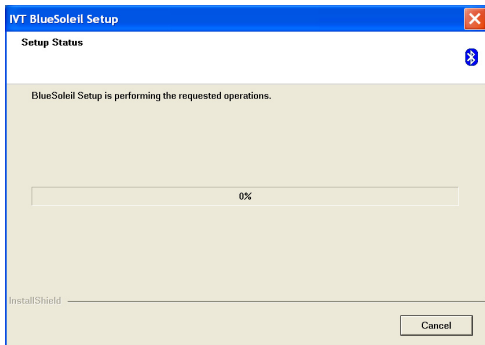 IVT BlueSoleil Setup
Setup Status
BlueSoleil Setup is performing the requested operations.
0%
InstallShield
Cancel